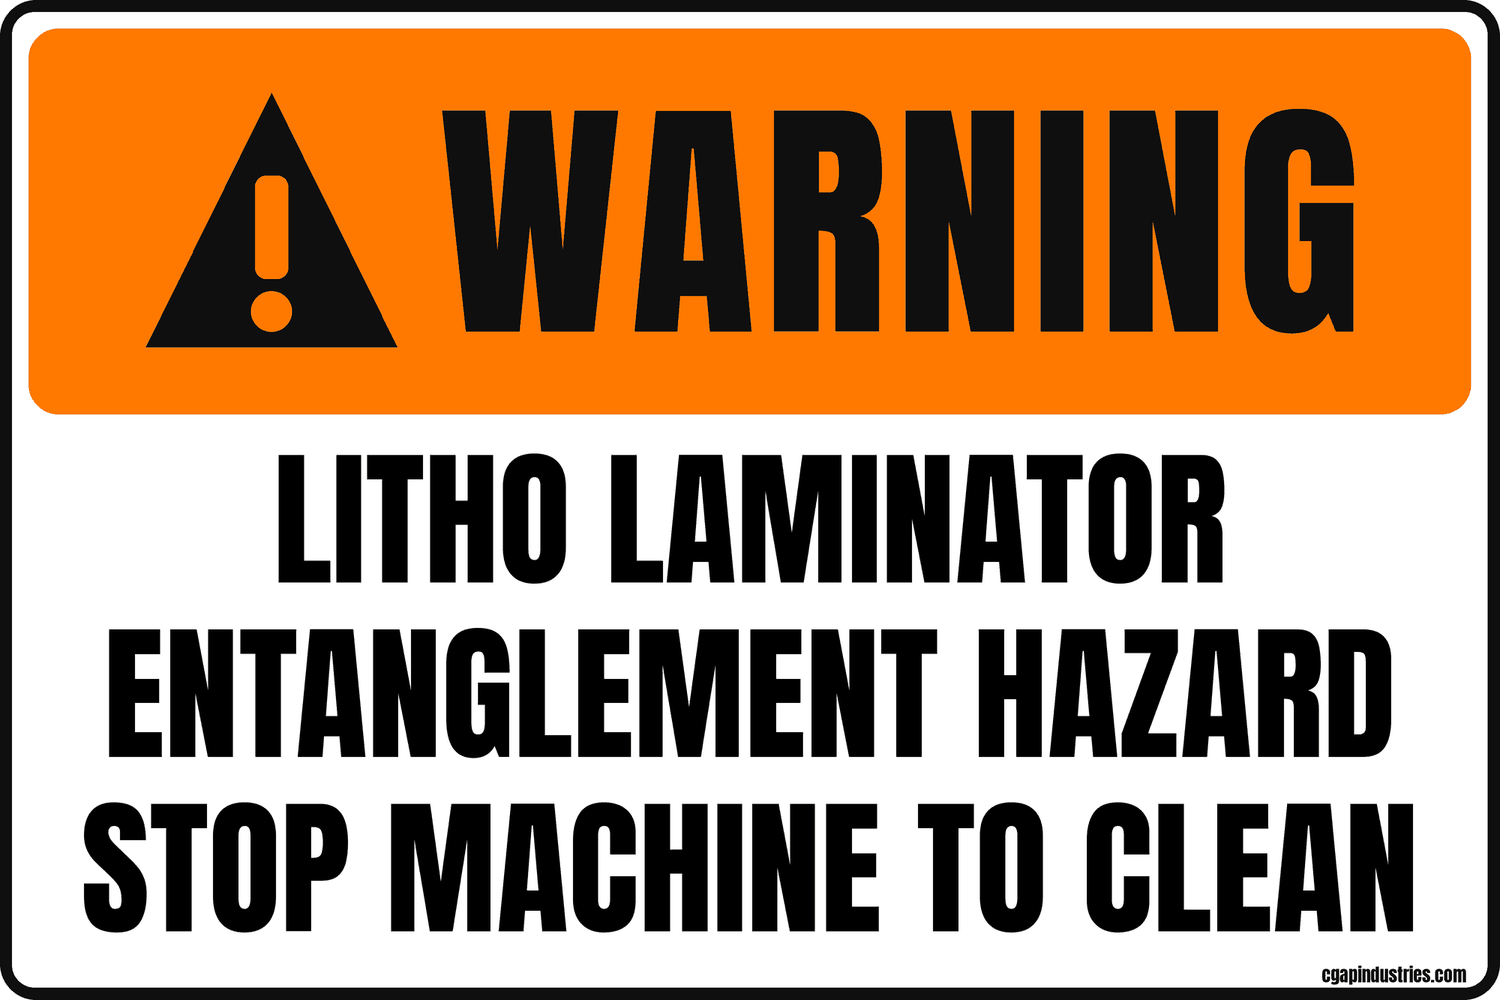 WARNING
LITHO LAMINATOR
ENTANGLEMENT HAZARD
STOP MACHINE TO CLEAN
cgapindustries.com